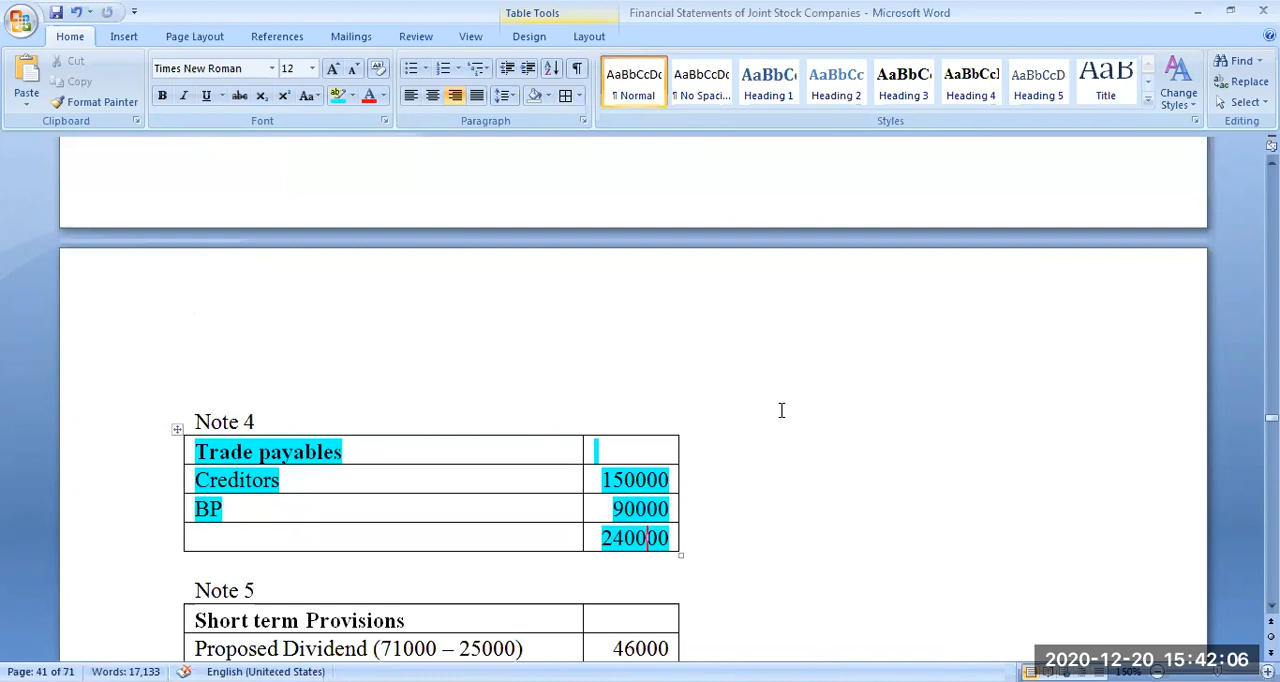 Table Tools
Financial Statements of Joint Stock Companies - Microsoft Word
Home Insert Page Layout References Mailings Review View Design Layout
Paste
Cut
Copy
Format Painter
Clipboard
Times New Roman 12
Font
Paragraph
AaBbCcDc AaBbCcDc AaBbC AaBbCc AaBbCc AaBbCcI AaBbCcD AaB
¶ Normal ¶ No Spaci... Heading 1 Heading 2 Heading 3 Heading 4 Heading 5 Title
Change Styles
Styles
Find
Replace
Select
Editing
Note 4
Trade payables
Creditors 150000
BP 90000
240000
Note 5
Short term Provisions
Proposed Dividend (71000 – 25000) 46000
Page: 41 of 71 Words: 17,133 English (Uniteced States) 150%
2020-12-20 15:42:06